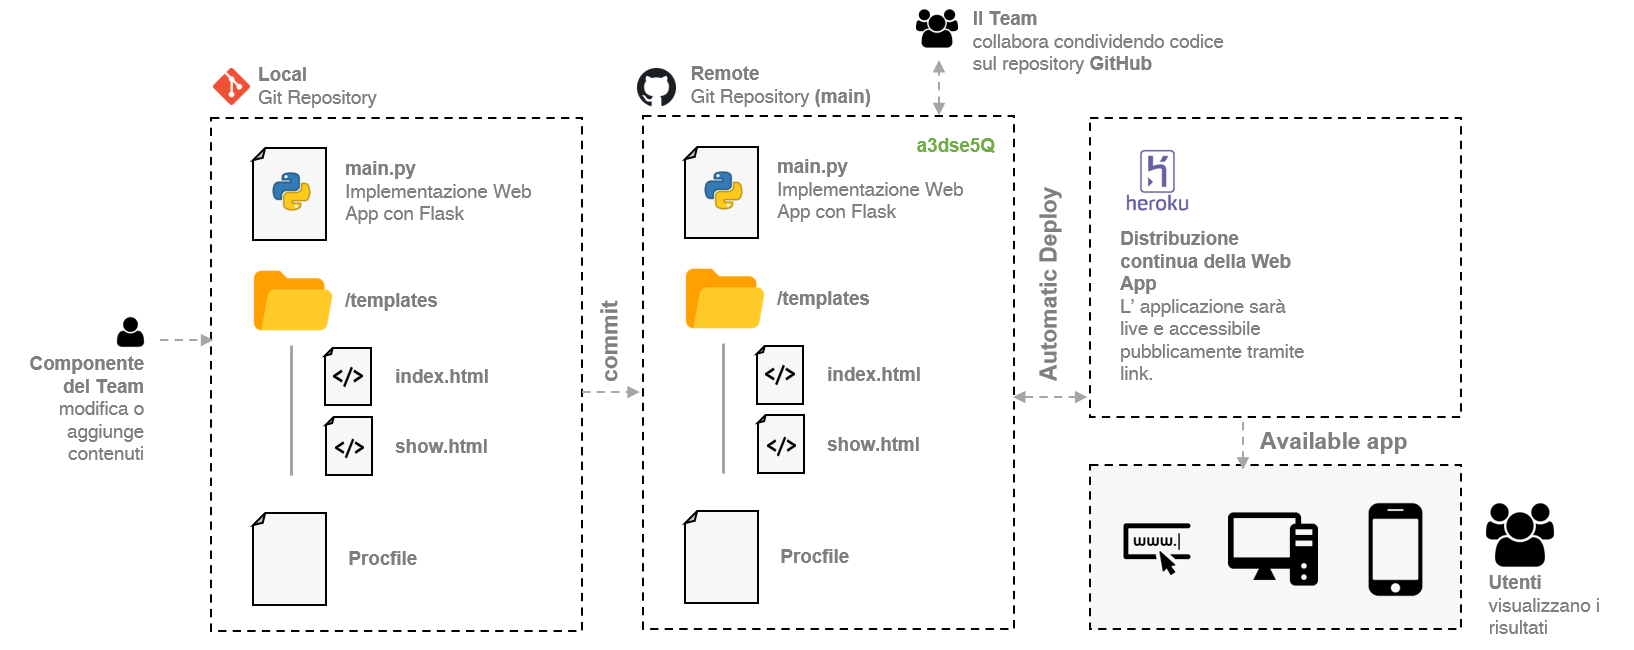 Il Team
collabora condividendo codice
sul repository GitHub
Local
Git Repository
Remote
Git Repository (main)
main.py
Implementazione Web
App con Flask
/templates
index.html
show.html
Procfile
Componente
del Team
modifica o
aggiunge
contenuti
commit
a3dse5Q
main.py
Implementazione Web
App con Flask
/templates
index.html
show.html
Procfile
Automatic Deploy
heroku
Distribuzione
continua della Web
App
L’ applicazione sarà
live e accessibile
pubblicamente tramite
link.
Available app
www.
Utenti
visualizzano i
risultati